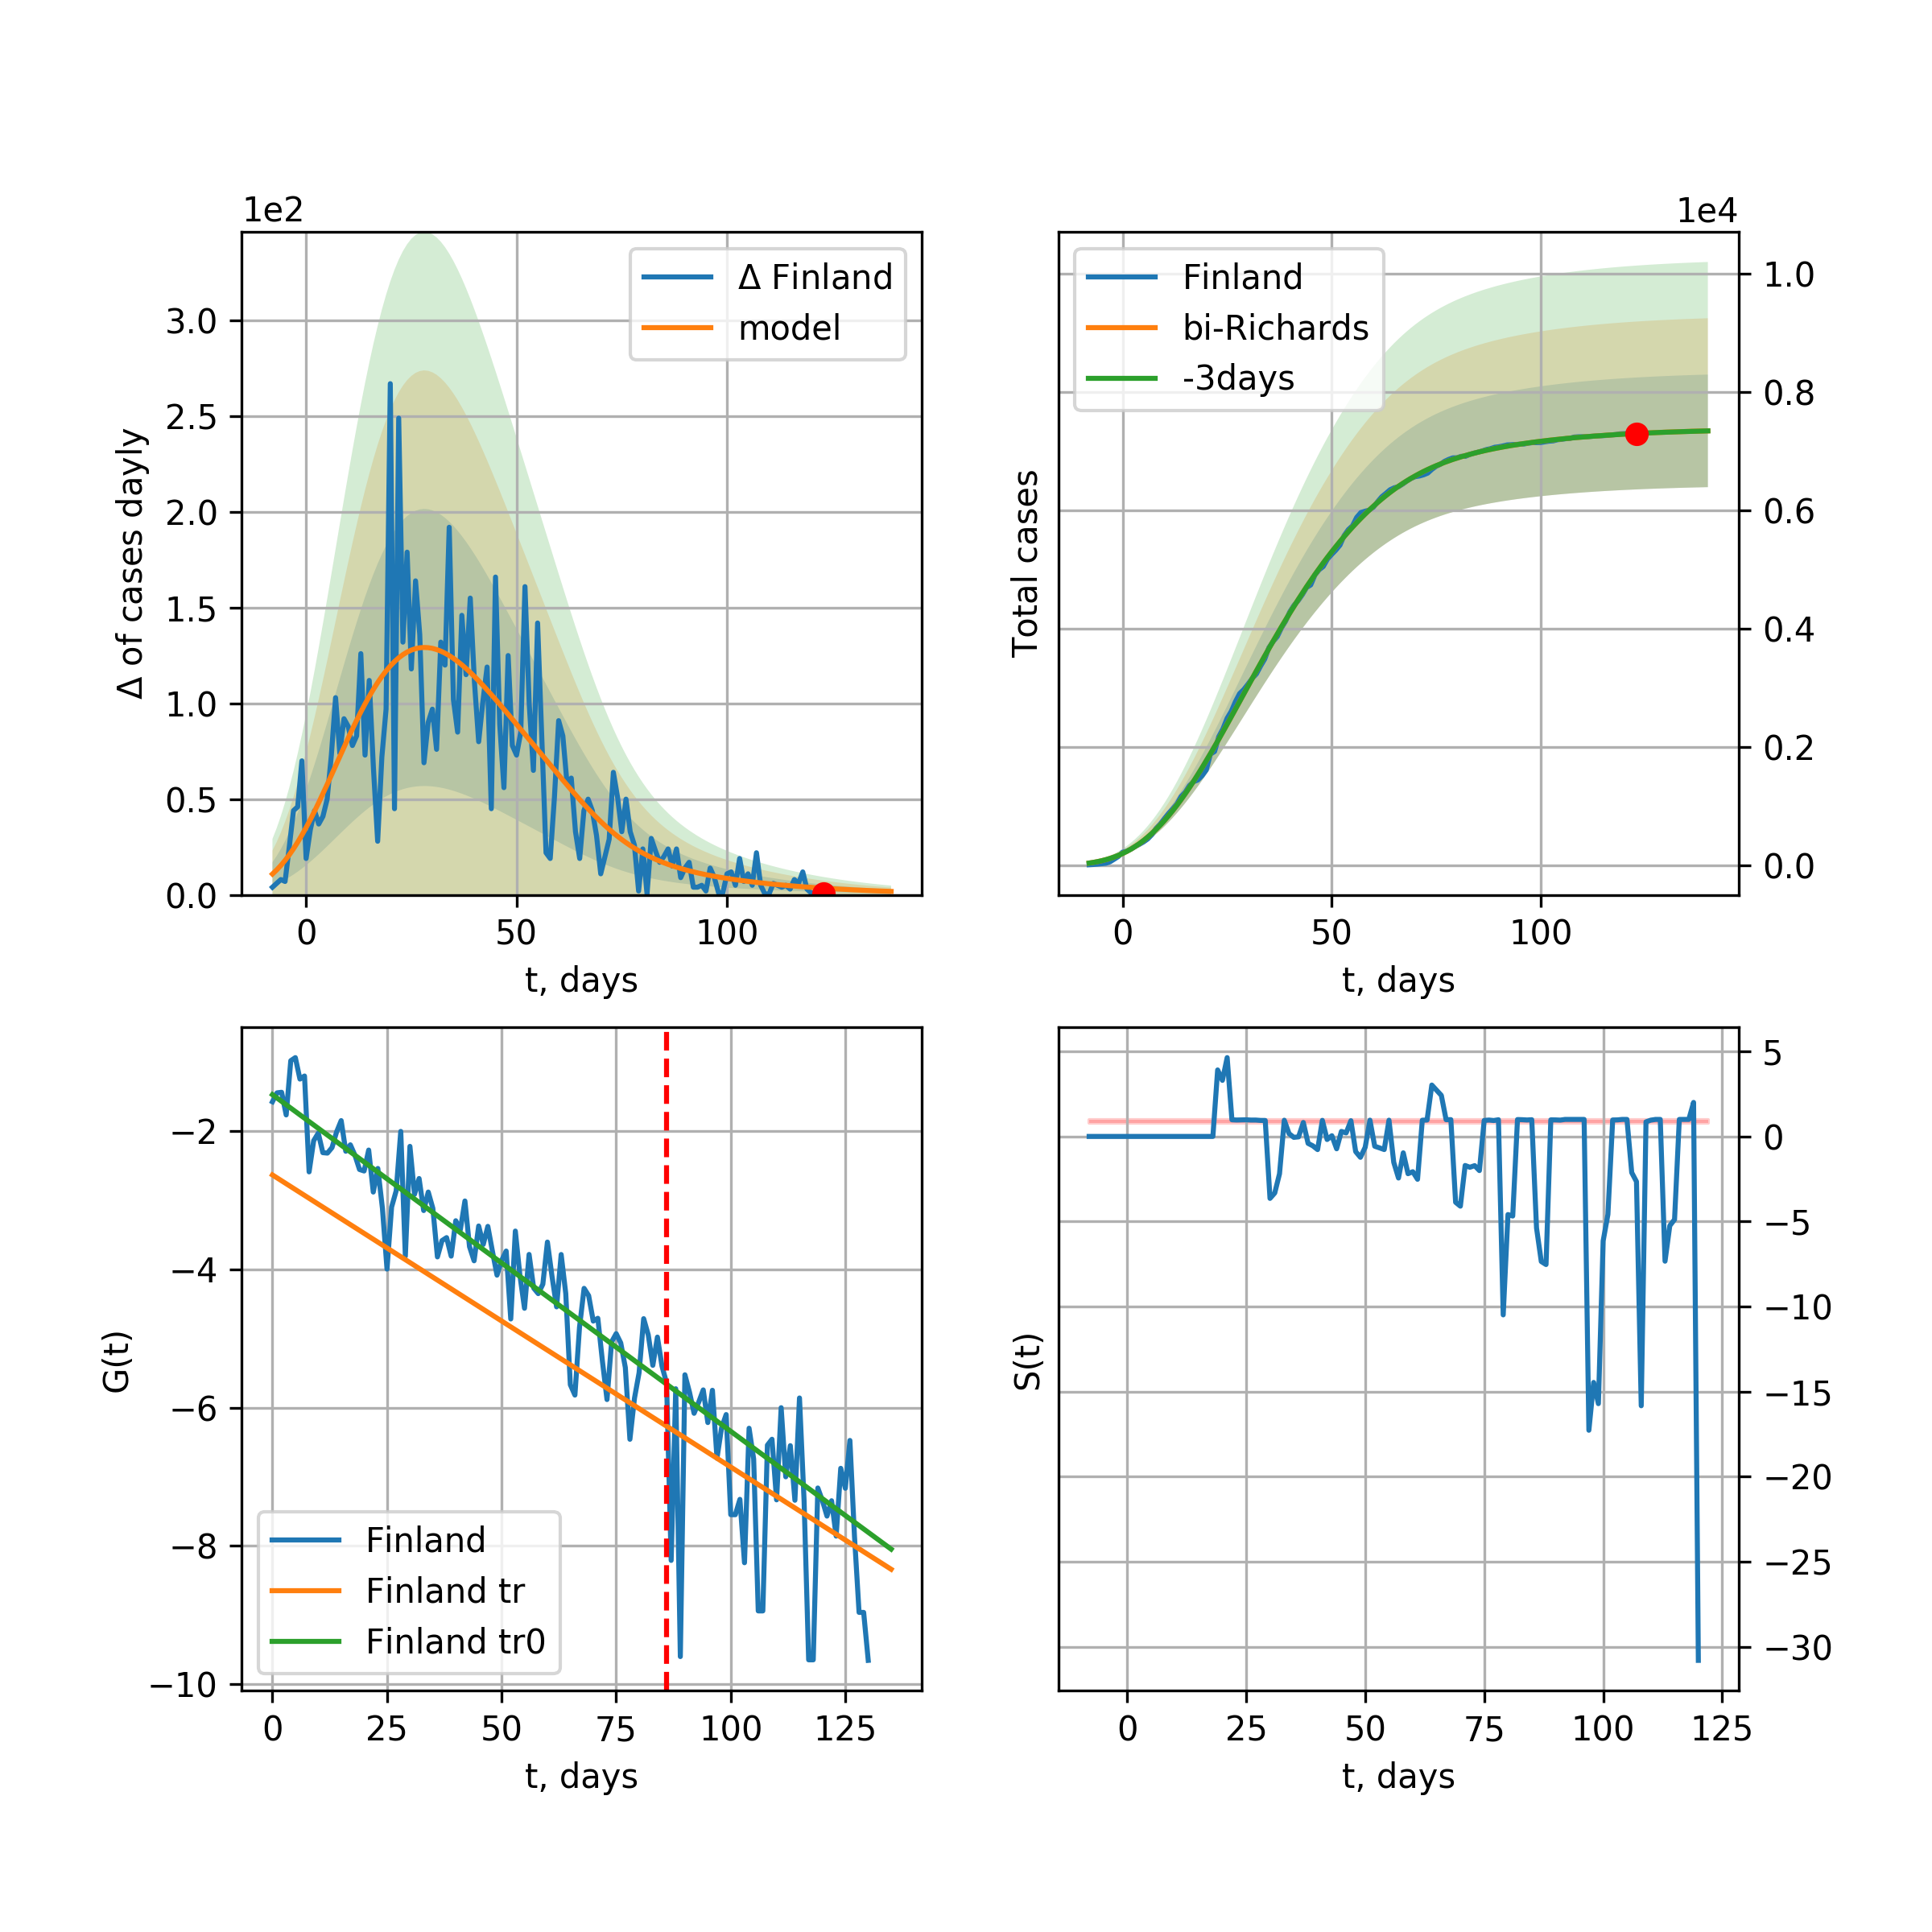 1e2
Δ of cases dayly
3.0
2.5
2.0
1.5
1.0
0.5
0.0
0
50
100
t, days
Δ Finland
model
1e4
Total cases
Finland
bi-Richards
-3days
1.0
0.8
0.6
0.4
0.2
0.0
0
50
100
t, days
G(t)
−2
−4
−6
−8
−10
Finland
Finland tr
Finland tr0
0
25
50
75
100
125
t, days
S(t)
5
0
−5
−10
−15
−20
−25
−30
0
25
50
75
100
125
t, days